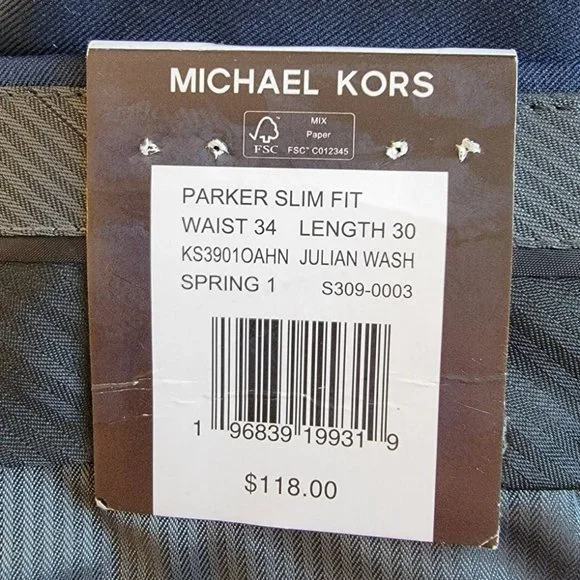 MICHAEL KORS
FSC
MIX
Paper
FSC™ C012345
PARKER SLIM FIT
WAIST 34 LENGTH 30
KS3901OAHN JULIAN WASH
SPRING 1 S309-0003
1 96839 19931 9
$118.00